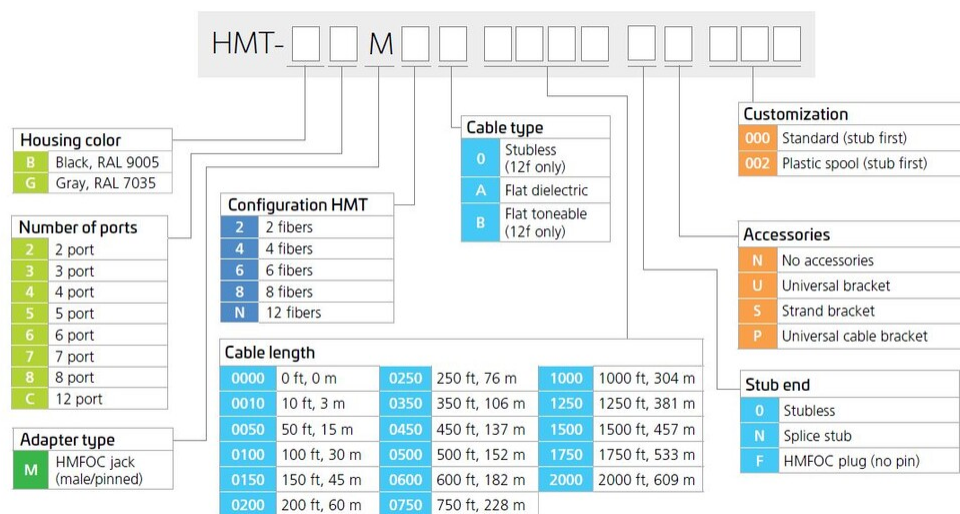 HMT- M
Housing color
B Black, RAL 9005
G Gray, RAL 7035
Number of ports
2 2 port
3 3 port
4 4 port
5 5 port
6 6 port
7 7 port
8 8 port
C 12 port
Adapter type
M HMFOC jack
(male/pinned)
Configuration HMT
2 2 fibers
4 4 fibers
6 6 fibers
8 8 fibers
N 12 fibers
Cable type
0 Stubless
(12f only)
A Flat dielectric
B Flat toneable
(12f only)
Cable length
0000 0 ft, 0 m 0250 250 ft, 76 m 1000 1000 ft, 304 m
0010 10 ft, 3 m 0350 350 ft, 106 m 1250 1250 ft, 381 m
0050 50 ft, 15 m 0450 450 ft, 137 m 1500 1500 ft, 457 m
0100 100 ft, 30 m 0500 500 ft, 152 m 1750 1750 ft, 533 m
0150 150 ft, 45 m 0600 600 ft, 182 m 2000 2000 ft, 609 m
0200 200 ft, 60 m 0750 750 ft, 228 m
Customization
000 Standard (stub first)
002 Plastic spool (stub first)
Accessories
N No accessories
U Universal bracket
S Strand bracket
P Universal cable bracket
Stub end
0 Stubless
N Splice stub
F HMFOC plug (no pin)